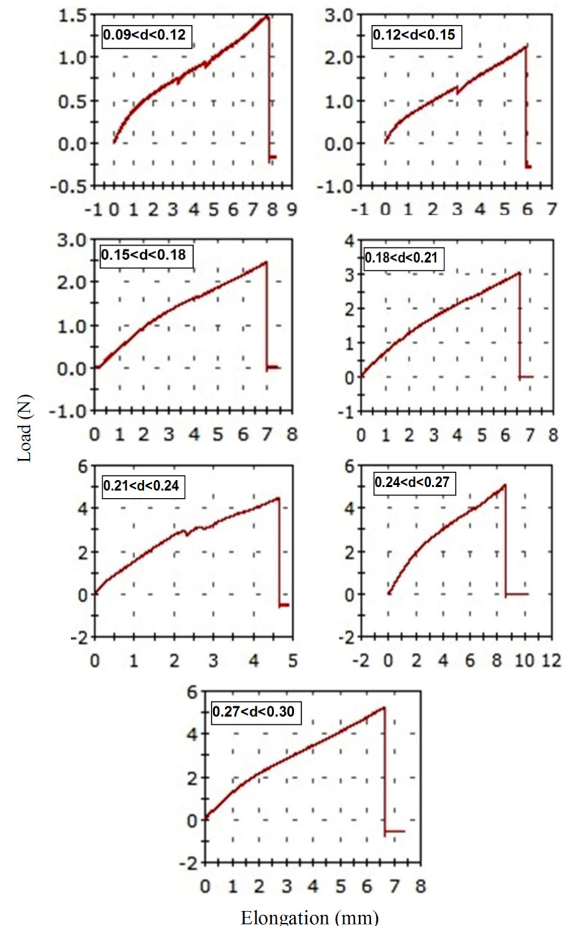 0.09<d<0.12
1.5
1.0
0.5
0.0
-0.5
-1 0 1 2 3 4 5 6 7 8 9
0.12<d<0.15
3.0
2.0
1.0
0.0
-1.0
-1 0 1 2 3 4 5 6 7
0.15<d<0.18
3.0
2.0
1.0
0.0
-1.0
0 1 2 3 4 5 6 7 8
0.18<d<0.21
4
3
2
1
0
-1
0 1 2 3 4 5 6 7 8
Load (N)
0.21<d<0.24
6
4
2
0
-2
0 1 2 3 4 5
0.24<d<0.27
6
4
2
0
-2
-2 0 2 4 6 8 10 12
0.27<d<0.30
6
4
2
0
-2
0 1 2 3 4 5 6 7 8
Elongation (mm)